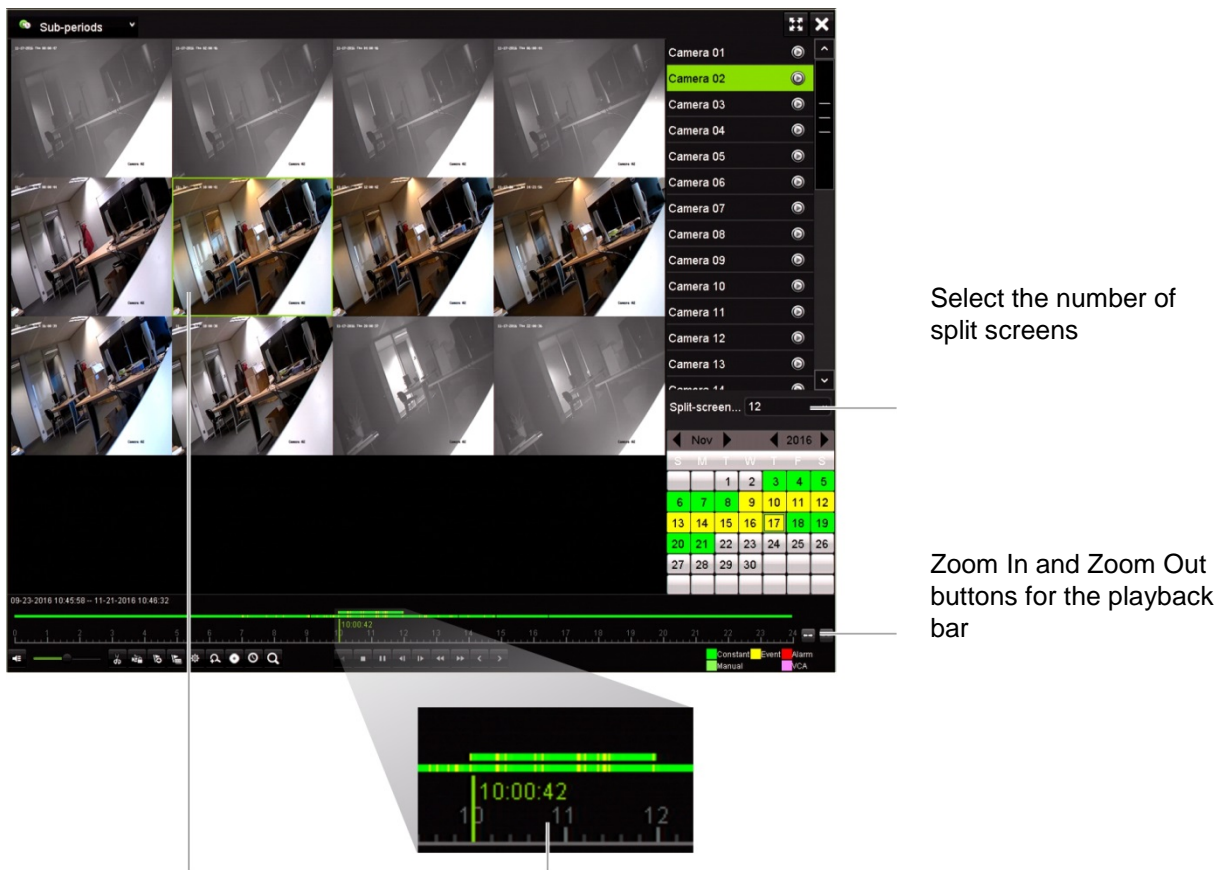 Sub-periods
Camera 01
Camera 02
Camera 03
Camera 04
Camera 05
Camera 06
Camera 07
Camera 08
Camera 09
Camera 10
Camera 11
Camera 12
Camera 13
Camera 14
Split-screen... 12
Select the number of
split screens
Nov 2016
S M T W T F S
1 2 3 4 5
6 7 8 9 10 11 12
13 14 15 16 17 18 19
20 21 22 23 24 25 26
27 28 29 30
Zoom In and Zoom Out
buttons for the playback
bar
09-23-2016 10:45:58 -- 11-21-2016 10:46:32
10:00:42
0 1 2 3 4 5 6 7 8 9 10 11 12 13 14 15 16 17 18 19 20 21 22 23 24
Constant Event Alarm
Manual VCA
10:00:42
10 11 12